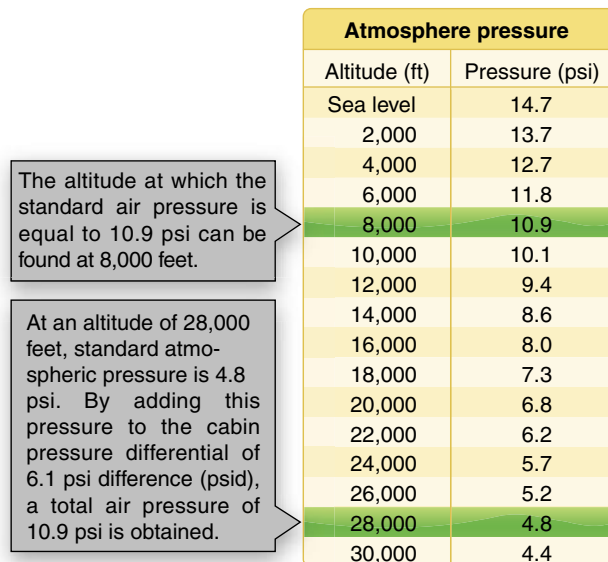 The altitude at which the
standard air pressure is
equal to 10.9 psi can be
found at 8,000 feet.
At an altitude of 28,000
feet, standard atmo-
spheric pressure is 4.8
psi. By adding this
pressure to the cabin
pressure differential of
6.1 psi difference (psid),
a total air pressure of
10.9 psi is obtained.
Atmosphere pressure
Altitude (ft) Pressure (psi)
Sea level 14.7
2,000 13.7
4,000 12.7
6,000 11.8
8,000 10.9
10,000 10.1
12,000 9.4
14,000 8.6
16,000 8.0
18,000 7.3
20,000 6.8
22,000 6.2
24,000 5.7
26,000 5.2
28,000 4.8
30,000 4.4